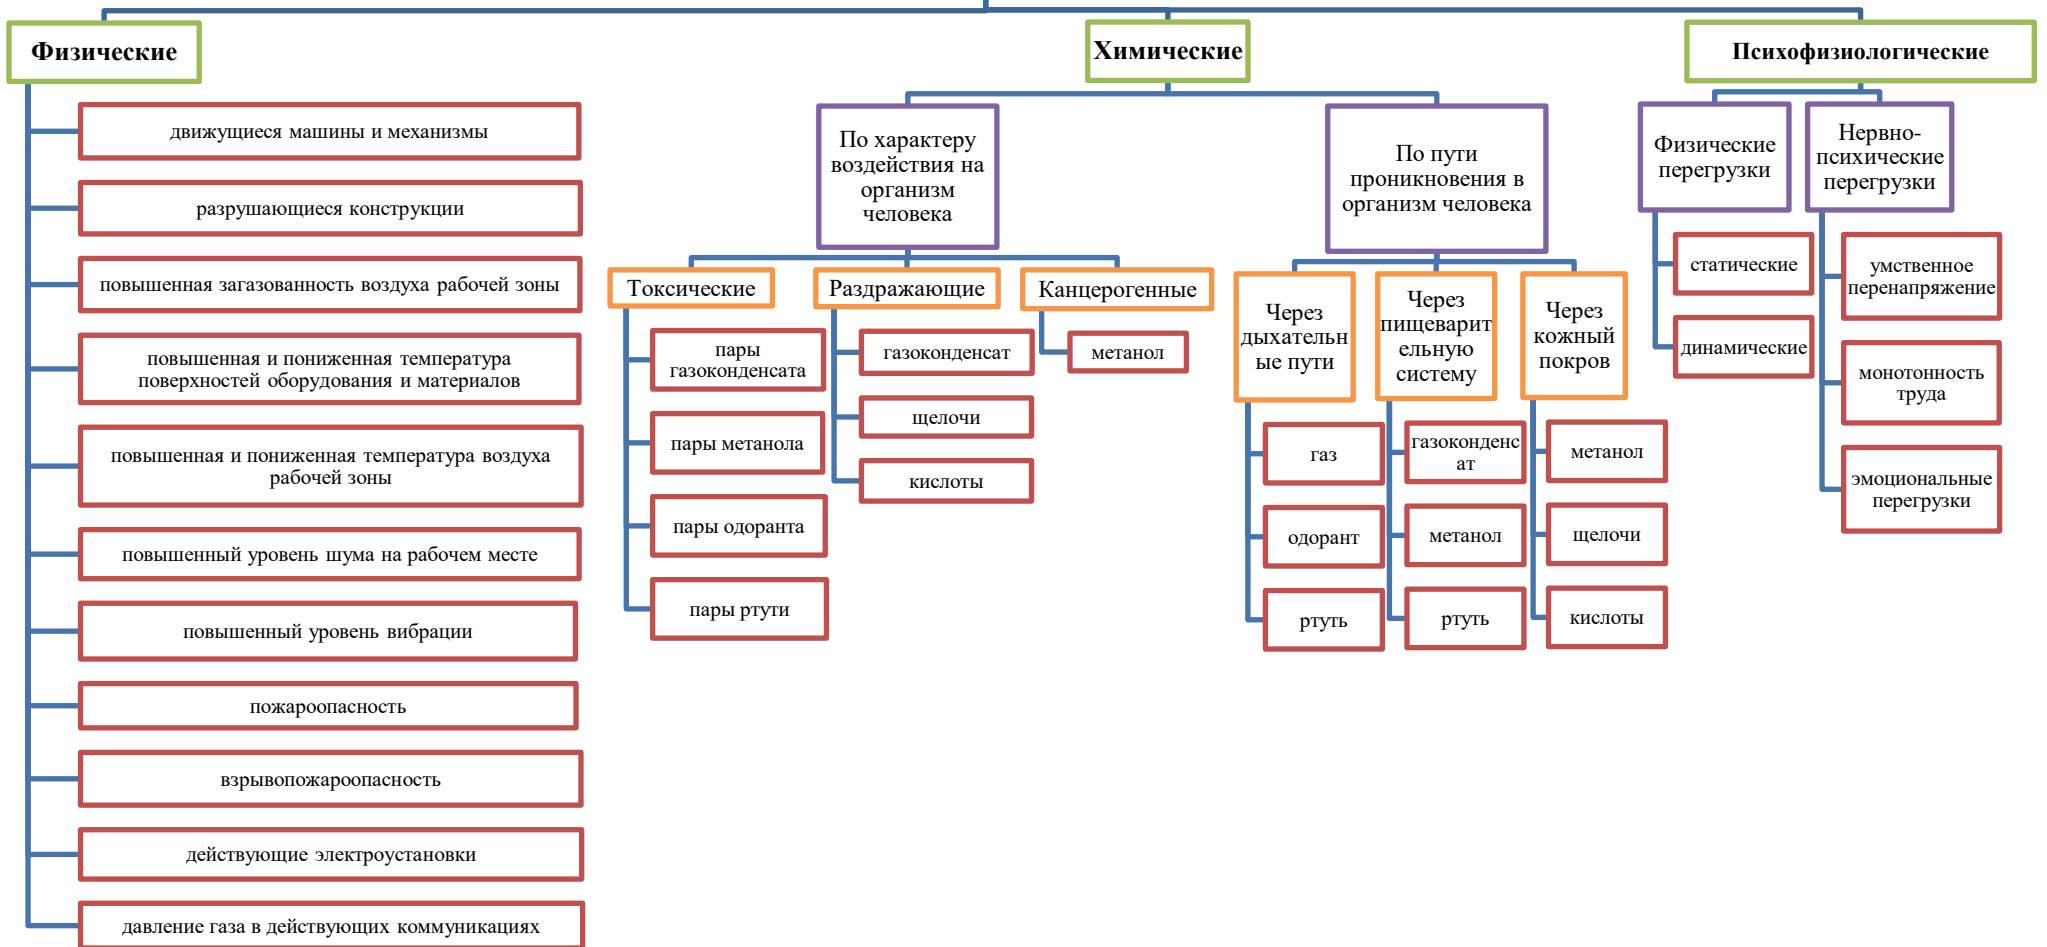 Физические
движущиеся машины и механизмы
разрушающиеся конструкции
повышенная загазованность воздуха рабочей зоны
повышенная и пониженная температура
поверхностей оборудования и материалов
повышенная и пониженная температура воздуха
рабочей зоны
повышенный уровень шума на рабочем месте
повышенный уровень вибрации
пожароопасность
взрывопожароопасность
действующие электроустановки
давление газа в действующих коммуникациях
Химические
По характеру
воздействия на
организм
человека
Токсические
пары
газоконденсата
пары метанола
пары одоранта
пары ртути
Раздражающие
газоконденсат
щелочи
кислоты
Канцерогенные
метанол
По пути
проникновения в
организм человека
Через
дыхательн
ые пути
газ
одорант
ртуть
Через
пищеварит
ельную
систему
газоконденс
ат
метанол
ртуть
Через
кожный
покров
метанол
щелочи
кислоты
Психофизиологические
Физические
перегрузки
статические
динамические
Нервно-
психические
перегрузки
умственное
перенапряжение
монотонность
труда
эмоциональные
перегрузки